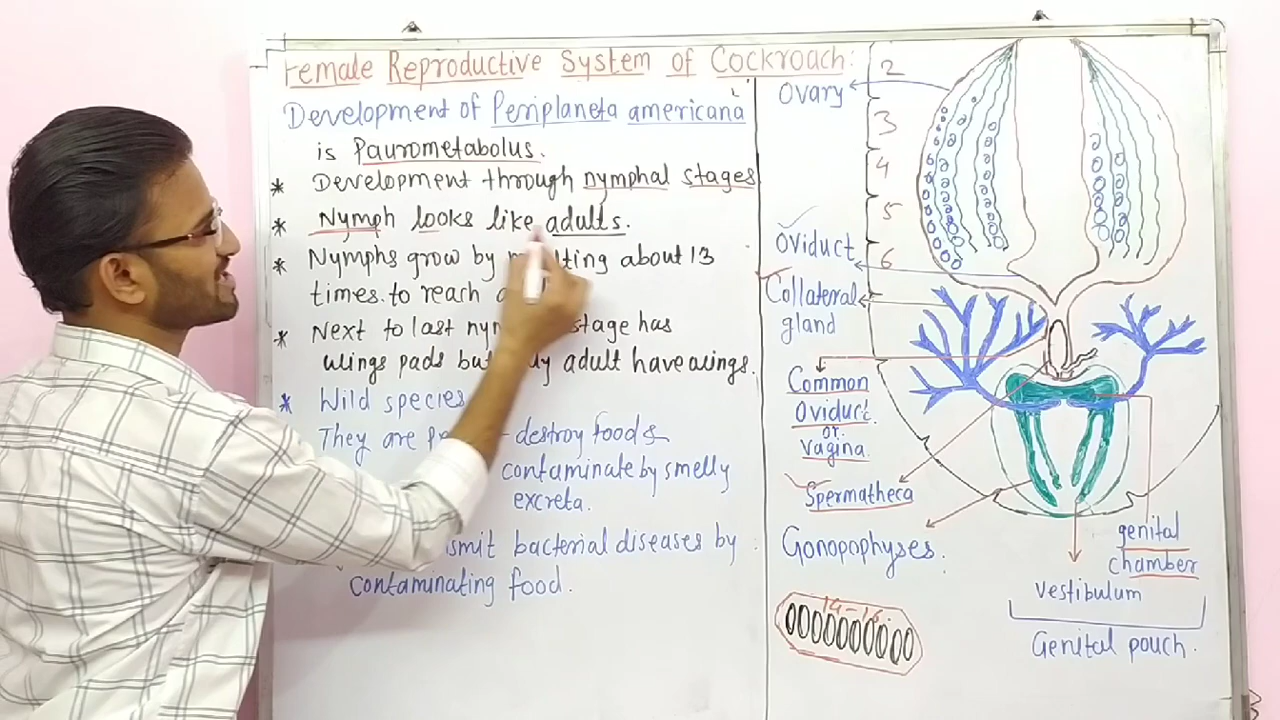 Female Reproductive System of Cockroach:
Development of Periplaneta americana
is Paurometabolus.
* Development through nymphal stages
* Nymph looks like adults.
* Nymphs grow by about 13
times. to reach
* Next to last stage has
wings pads but adult have wings.
* Wild species
They are - destroy foods
contaminate by smelly
excreta.
bacterial diseases by
contaminating food.
Ovary
2
3
4
5
6
Oviduct
Collateral
gland
Common
Oviduct
or
vagina
Spermatheca
Gonopophyses.
14-16
genital
chamber
vestibulum
Genital pouch.